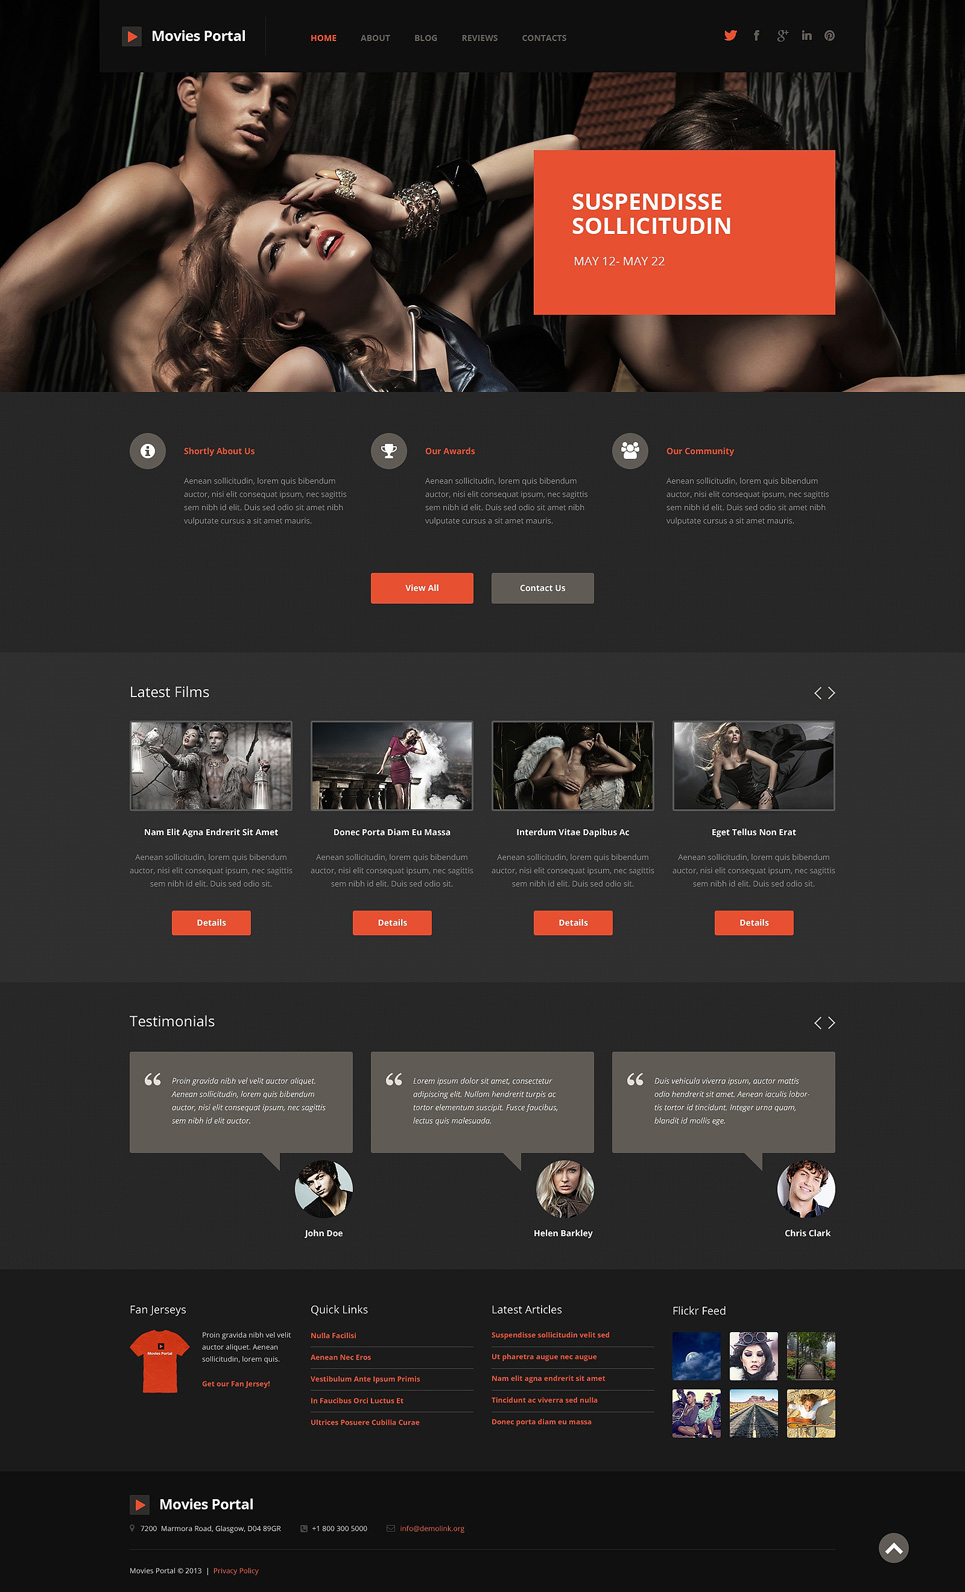 Movies Portal
HOME ABOUT BLOG REVIEWS CONTACTS
SUSPENDISSE
SOLLICITUDIN
MAY 12- MAY 22
Shortly About Us
Aenean sollicitudin, lorem quis bibendum
auctor, nisi elit consequat ipsum, nec sagittis
sem nibh id elit. Duis sed odio sit amet nibh
vulputate cursus a sit amet mauris.
Our Awards
Aenean sollicitudin, lorem quis bibendum
auctor, nisi elit consequat ipsum, nec sagittis
sem nibh id elit. Duis sed odio sit amet nibh
vulputate cursus a sit amet mauris.
Our Community
Aenean sollicitudin, lorem quis bibendum
auctor, nisi elit consequat ipsum, nec sagittis
sem nibh id elit. Duis sed odio sit amet nibh
vulputate cursus a sit amet mauris.
View All
Contact Us
Latest Films
Nam Elit Agna Endrerit Sit Amet
Aenean sollicitudin, lorem quis bibendum
auctor, nisi elit consequat ipsum, nec sagittis
sem nibh id elit. Duis sed odio sit.
Details
Donec Porta Diam Eu Massa
Aenean sollicitudin, lorem quis bibendum
auctor, nisi elit consequat ipsum, nec sagittis
sem nibh id elit. Duis sed odio sit.
Details
Interdum Vitae Dapibus Ac
Aenean sollicitudin, lorem quis bibendum
auctor, nisi elit consequat ipsum, nec sagittis
sem nibh id elit. Duis sed odio sit.
Details
Eget Tellus Non Erat
Aenean sollicitudin, lorem quis bibendum
auctor, nisi elit consequat ipsum, nec sagittis
sem nibh id elit. Duis sed odio sit.
Details
Testimonials
Proin gravida nibh vel velit auctor aliquet.
Aenean sollicitudin, lorem quis bibendum
auctor, nisi elit consequat ipsum, nec sagittis
sem nibh id elit auctor.
John Doe
Lorem ipsum dolor sit amet, consectetur
adipiscing elit. Nullam hendrerit turpis ac
tortor elementum suscipit. Fusce faucibus,
lectus quis malesuada.
Helen Barkley
Duis vehicula viverra ipsum, auctor mattis
odio hendrerit sit amet. Aenean iaculis lobor-
tis tortor id tincidunt. Integer urna quam,
blandit id mollis ege.
Chris Clark
Fan Jerseys
Movies Portal
Proin gravida nibh vel velit
auctor aliquet. Aenean
sollicitudin, lorem quis.
Get our Fan Jersey!
Quick Links
Nulla Facilisi
Aenean Nec Eros
Vestibulum Ante Ipsum Primis
In Faucibus Orci Luctus Et
Ultrices Posuere Cubilia Curae
Latest Articles
Suspendisse sollicitudin velit sed
Ut pharetra augue nec augue
Nam elit agna endrerit sit amet
Tincidunt ac viverra sed nulla
Donec porta diam eu massa
Flickr Feed
Movies Portal
7200 Marmora Road, Glasgow, D04 89GR +1 800 300 5000 info@demolink.org
Movies Portal © 2013 | Privacy Policy